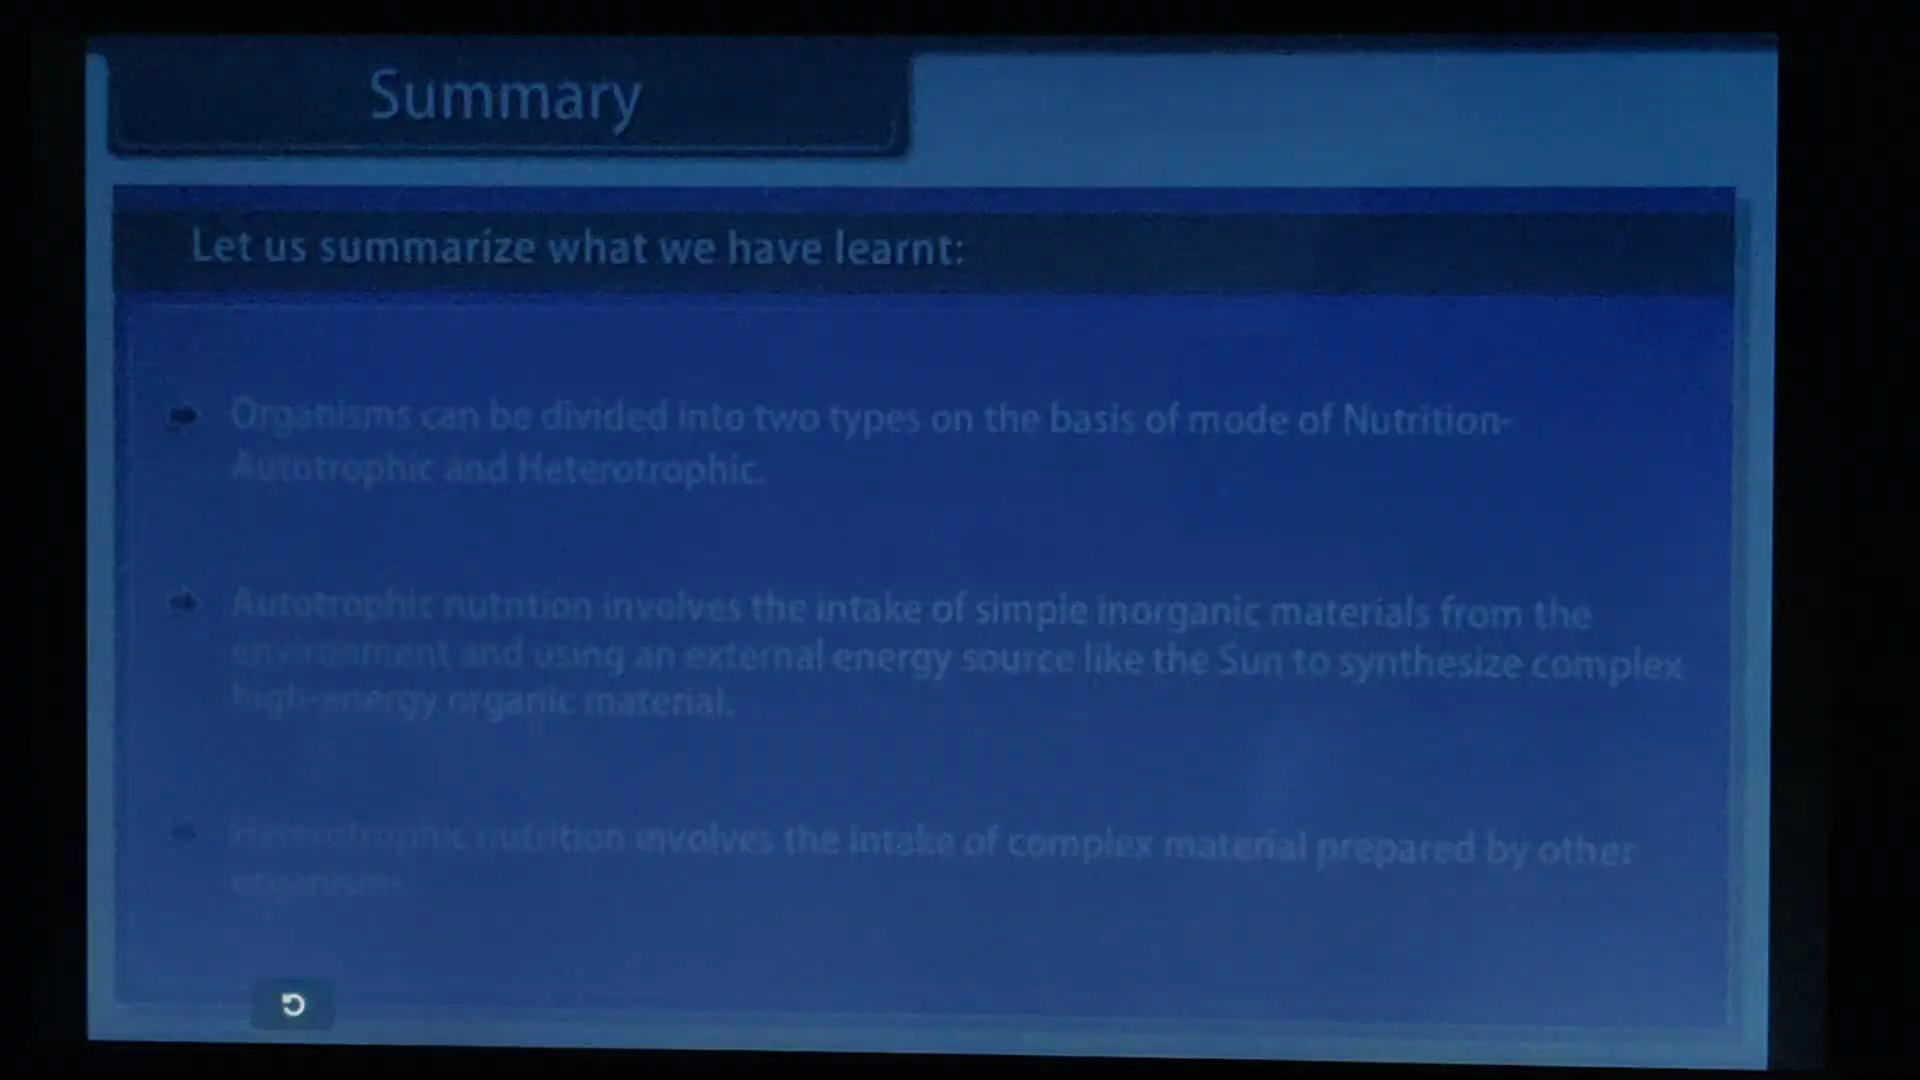 Summary
Let us summarize what we have learnt:
Organisms can be divided into two types on the basis of mode of Nutrition-
Autotrophic and Heterotrophic.
Autotrophic nutrition involves the intake of simple inorganic materials from the
environment and using an external energy source like the Sun to synthesize complex
high-energy organic material.
Heterotrophic nutrition involves the intake of complex material prepared by other
organisms.